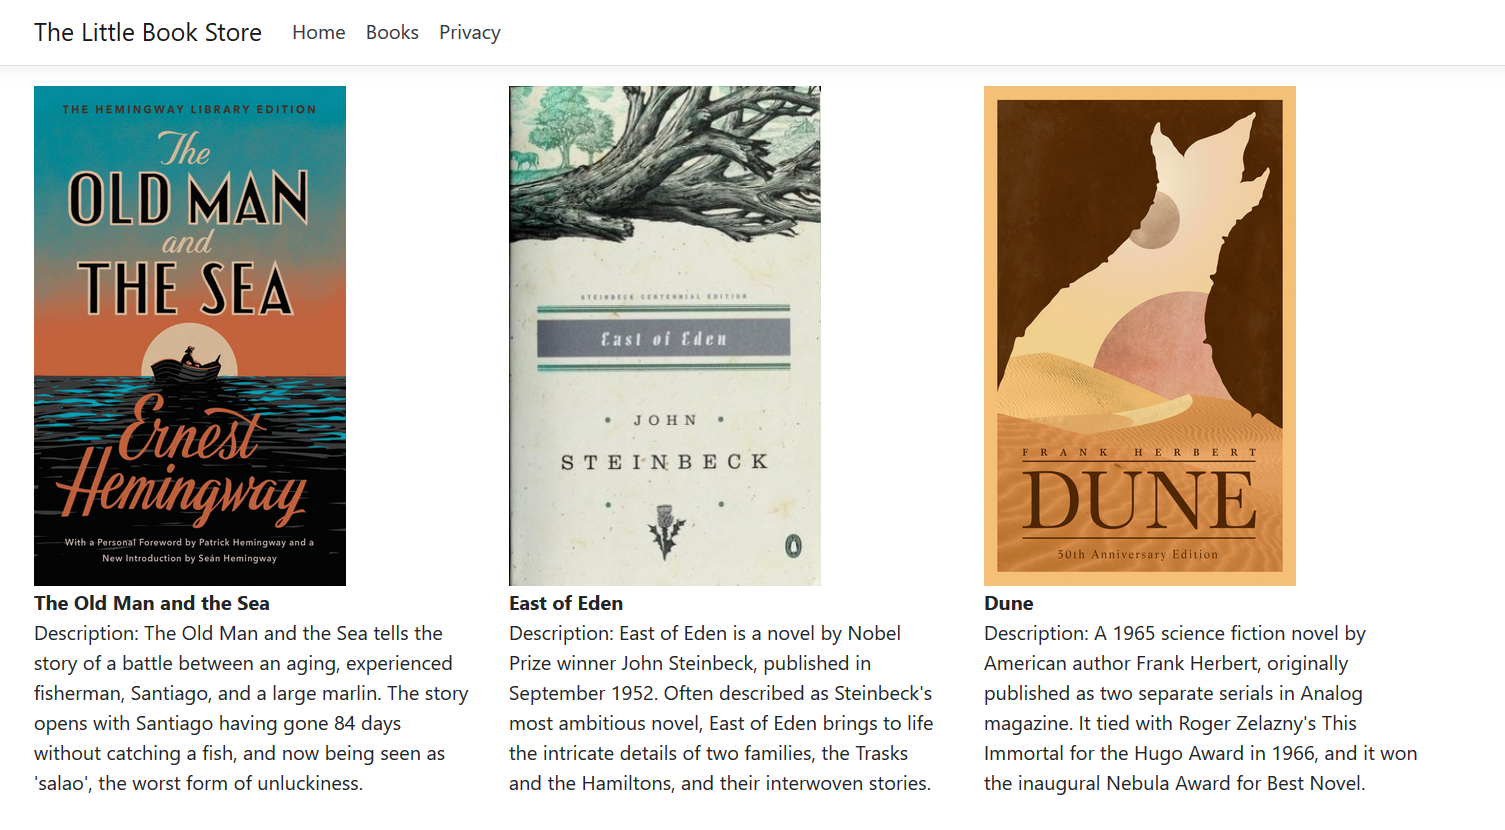 The Little Book Store Home Books Privacy
THE HEMINGWAY LIBRARY EDITION
The
OLD MAN
and
THE SEA
Ernest
Hemingway
With a Personal Foreword by Patrick Hemingway and a
New Introduction by Seán Hemingway
The Old Man and the Sea
Description: The Old Man and the Sea tells the
story of a battle between an aging, experienced
fisherman, Santiago, and a large marlin. The story
opens with Santiago having gone 84 days
without catching a fish, and now being seen as
'salao', the worst form of unluckiness.
STEINBECK CENTENNIAL EDITION
East of Eden
JOHN
STEINBECK
East of Eden
Description: East of Eden is a novel by Nobel
Prize winner John Steinbeck, published in
September 1952. Often described as Steinbeck's
most ambitious novel, East of Eden brings to life
the intricate details of two families, the Trasks
and the Hamiltons, and their interwoven stories.
FRANK HERBERT
DUNE
50th Anniversary Edition
Dune
Description: A 1965 science fiction novel by
American author Frank Herbert, originally
published as two separate serials in Analog
magazine. It tied with Roger Zelazny's This
Immortal for the Hugo Award in 1966, and it won
the inaugural Nebula Award for Best Novel.